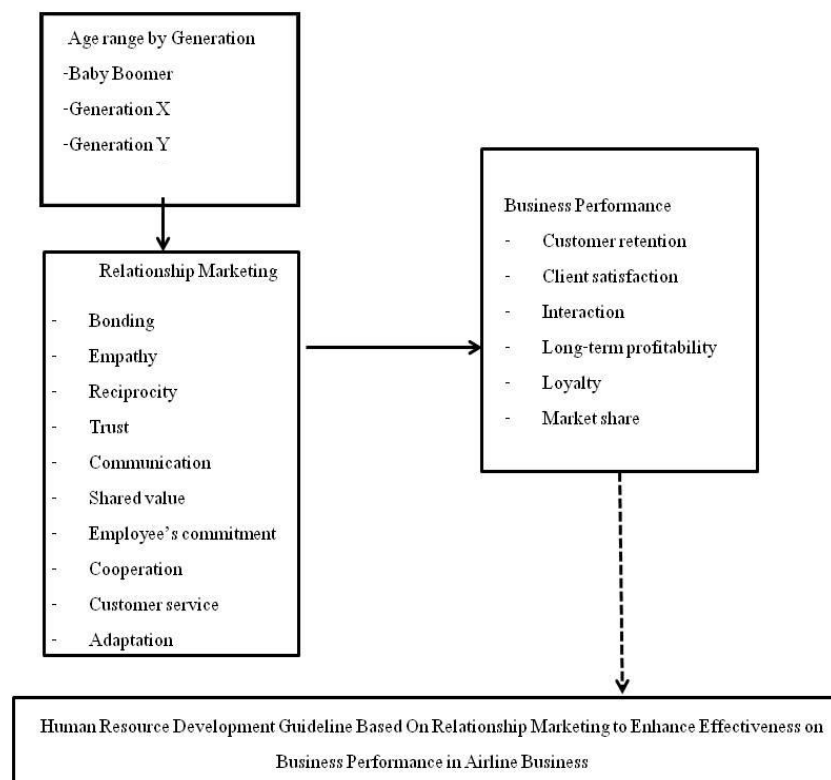 Age range by Generation
-Baby Boomer
-Generation X
-Generation Y
Relationship Marketing
- Bonding
- Empathy
- Reciprocity
- Trust
- Communication
- Shared value
- Employee’s commitment
- Cooperation
- Customer service
- Adaptation
Business Performance
- Customer retention
- Client satisfaction
- Interaction
- Long-term profitability
- Loyalty
- Market share
Human Resource Development Guideline Based On Relationship Marketing to Enhance Effectiveness on
Business Performance in Airline Business